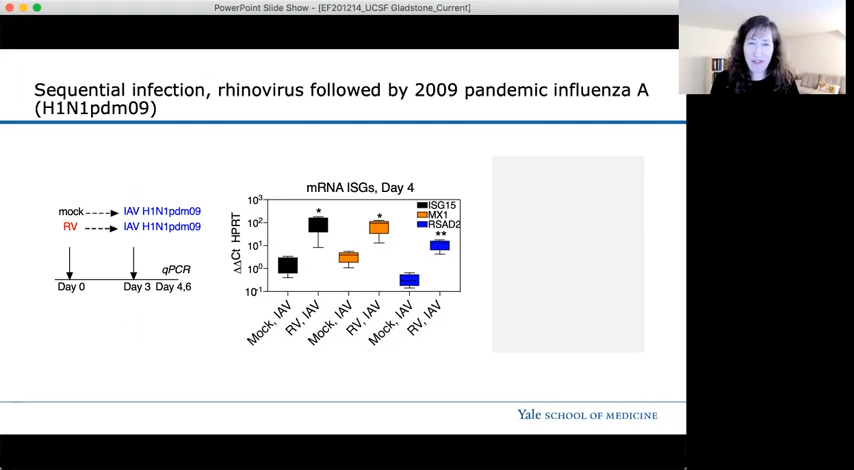 PowerPoint Slide Show - [EF201214_UCSF Gladstone_Current]
Sequential infection, rhinovirus followed by 2009 pandemic influenza A
(H1N1pdm09)
mock
IAV H1N1pdm09
RV
IAV H1N1pdm09
qPCR
Day 0
Day 3
Day 4,6
mRNA ISGs, Day 4
ΔΔCt HPRT
10³
10²
10¹
10⁰
10⁻¹
ISG15
MX1
RSAD2
*
*
**
Mock, IAV
RV, IAV
Mock, IAV
RV, IAV
Mock, IAV
RV, IAV
Yale SCHOOL OF MEDICINE